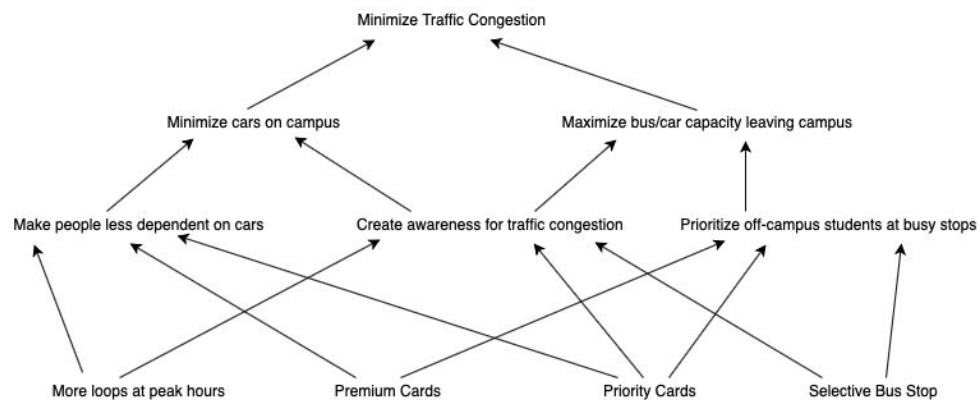 Minimize Traffic Congestion
Minimize cars on campus
Maximize bus/car capacity leaving campus
Make people less dependent on cars
Create awareness for traffic congestion
Prioritize off-campus students at busy stops
More loops at peak hours
Premium Cards
Priority Cards
Selective Bus Stop